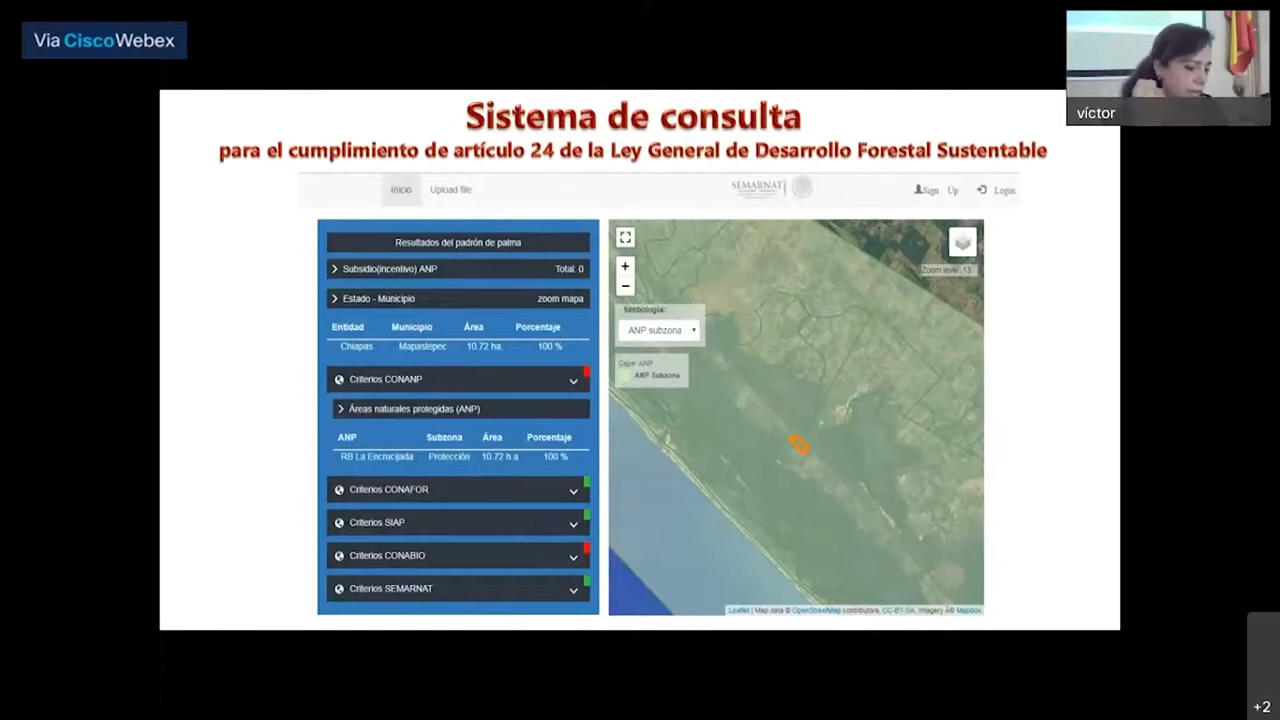 Via Cisco Webex
víctor
Sistema de consulta
para el cumplimiento de artículo 24 de la Ley General de Desarrollo Forestal Sustentable
Inicio Upload file SEMARNAT Sign Up Login
Resultados del padrón de palma
Subsidio(incentivo) ANP Total: 0
Estado - Municipio zoom mapa
Entidad Municipio Área Porcentaje
Chiapas Mapastepec 10.72 ha. 100 %
Criterios CONANP
Áreas naturales protegidas (ANP)
ANP Subzona Área Porcentaje
RB La Encrucijada Protección 10.72 h.a 100 %
Criterios CONAFOR
Criterios SIAP
Criterios CONABIO
Criterios SEMARNAT
+
−
Zoom level: 13
Simbología:
ANP subzona
Cape: ANP
ANP Subzona
Leaflet | Map data © OpenStreetMap contributors, CC-BY-SA, Imagery Â© Mapbox
+2